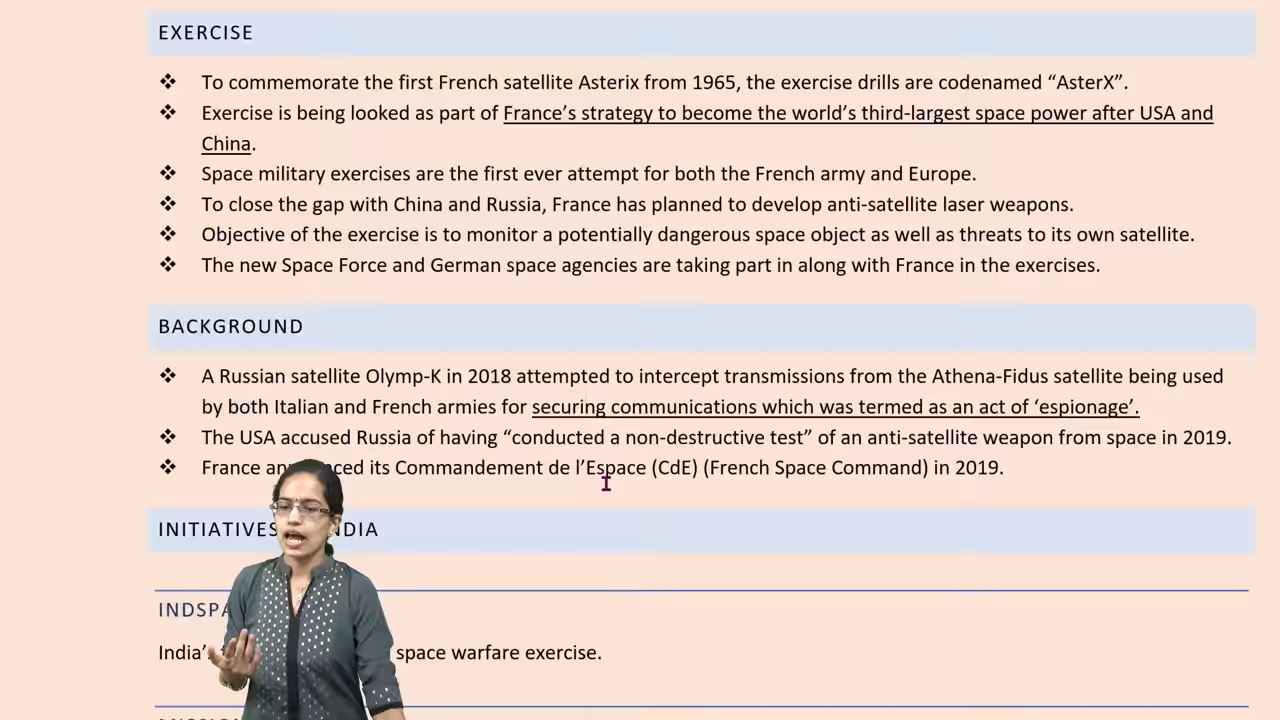 EXERCISE
❖ To commemorate the first French satellite Asterix from 1965, the exercise drills are codenamed “AsterX”.
❖ Exercise is being looked as part of France’s strategy to become the world’s third-largest space power after USA and
China.
❖ Space military exercises are the first ever attempt for both the French army and Europe.
❖ To close the gap with China and Russia, France has planned to develop anti-satellite laser weapons.
❖ Objective of the exercise is to monitor a potentially dangerous space object as well as threats to its own satellite.
❖ The new Space Force and German space agencies are taking part in along with France in the exercises.
BACKGROUND
❖ A Russian satellite Olymp-K in 2018 attempted to intercept transmissions from the Athena-Fidus satellite being used
by both Italian and French armies for securing communications which was termed as an act of ‘espionage’.
❖ The USA accused Russia of having “conducted a non-destructive test” of an anti-satellite weapon from space in 2019.
❖ France its Commandement de l’Espace (CdE) (French Space Command) in 2019.
INITIATIVES
space warfare exercise.